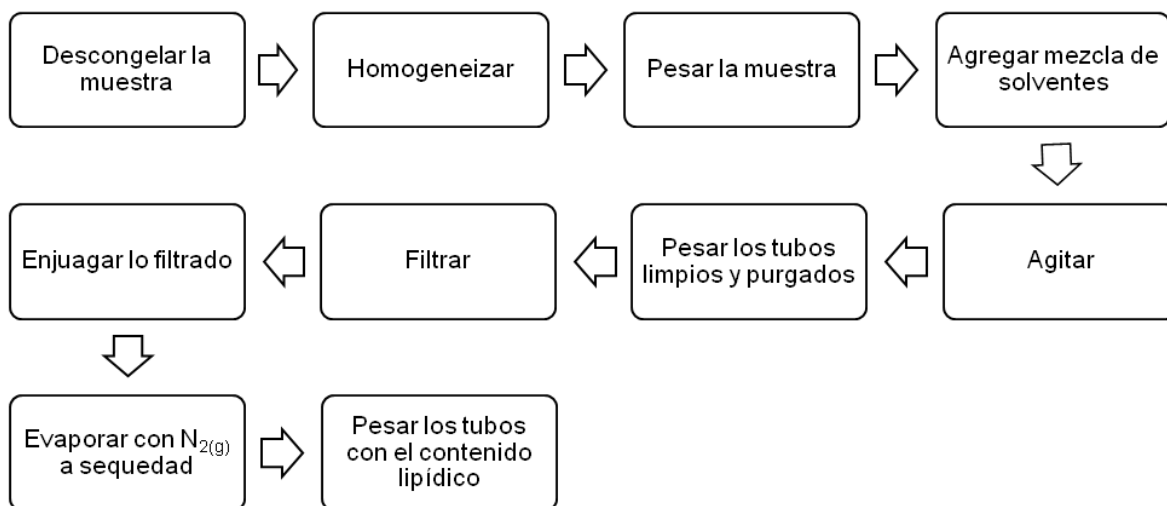 Descongelar la
muestra
Homogeneizar
Pesar la muestra
Agregar mezcla de
solventes
Agitar
Pesar los tubos
limpios y purgados
Filtrar
Enjuagar lo filtrado
Evaporar con N2(g)
a sequedad
Pesar los tubos
con el contenido
lipídico